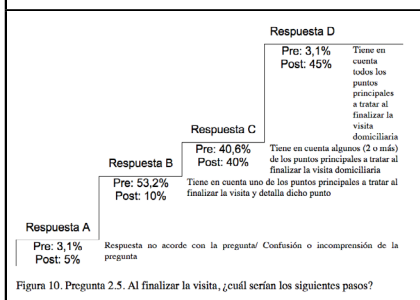 Respuesta D
Pre: 3,1%
Post: 45%
Tiene en
cuenta
todos los
puntos
principales
a tratar al
finalizar la
visita
domiciliaria
Respuesta C
Pre: 40,6%
Post: 40%
Tiene en cuenta algunos (2 o más)
de los puntos principales a tratar al
finalizar la visita domiciliaria
Respuesta B
Pre: 53,2%
Post: 10%
Tiene en cuenta uno de los puntos principales a tratar al
finalizar la visita y detalla dicho punto
Respuesta A
Pre: 3,1%
Post: 5%
Respuesta no acorde con la pregunta/ Confusión o incomprensión de la
pregunta
Figura 10. Pregunta 2.5. Al finalizar la visita, ¿cuál serían los siguientes pasos?